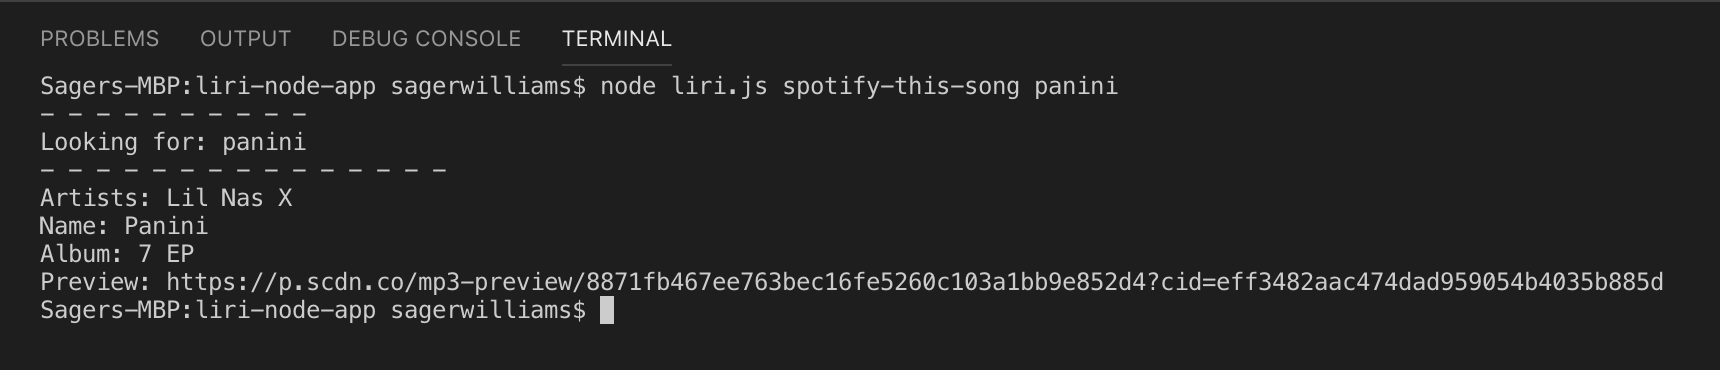 PROBLEMS OUTPUT DEBUG CONSOLE TERMINAL
Sagers-MBP:liri-node-app sagerwilliams$ node liri.js spotify-this-song panini
- - - - - - - - - -
Looking for: panini
- - - - - - - - - - - - - - -
Artists: Lil Nas X
Name: Panini
Album: 7 EP
Preview: https://p.scdn.co/mp3-preview/8871fb467ee763bec16fe5260c103a1bb9e852d4?cid=eff3482aac474dad959054b4035b885d
Sagers-MBP:liri-node-app sagerwilliams$